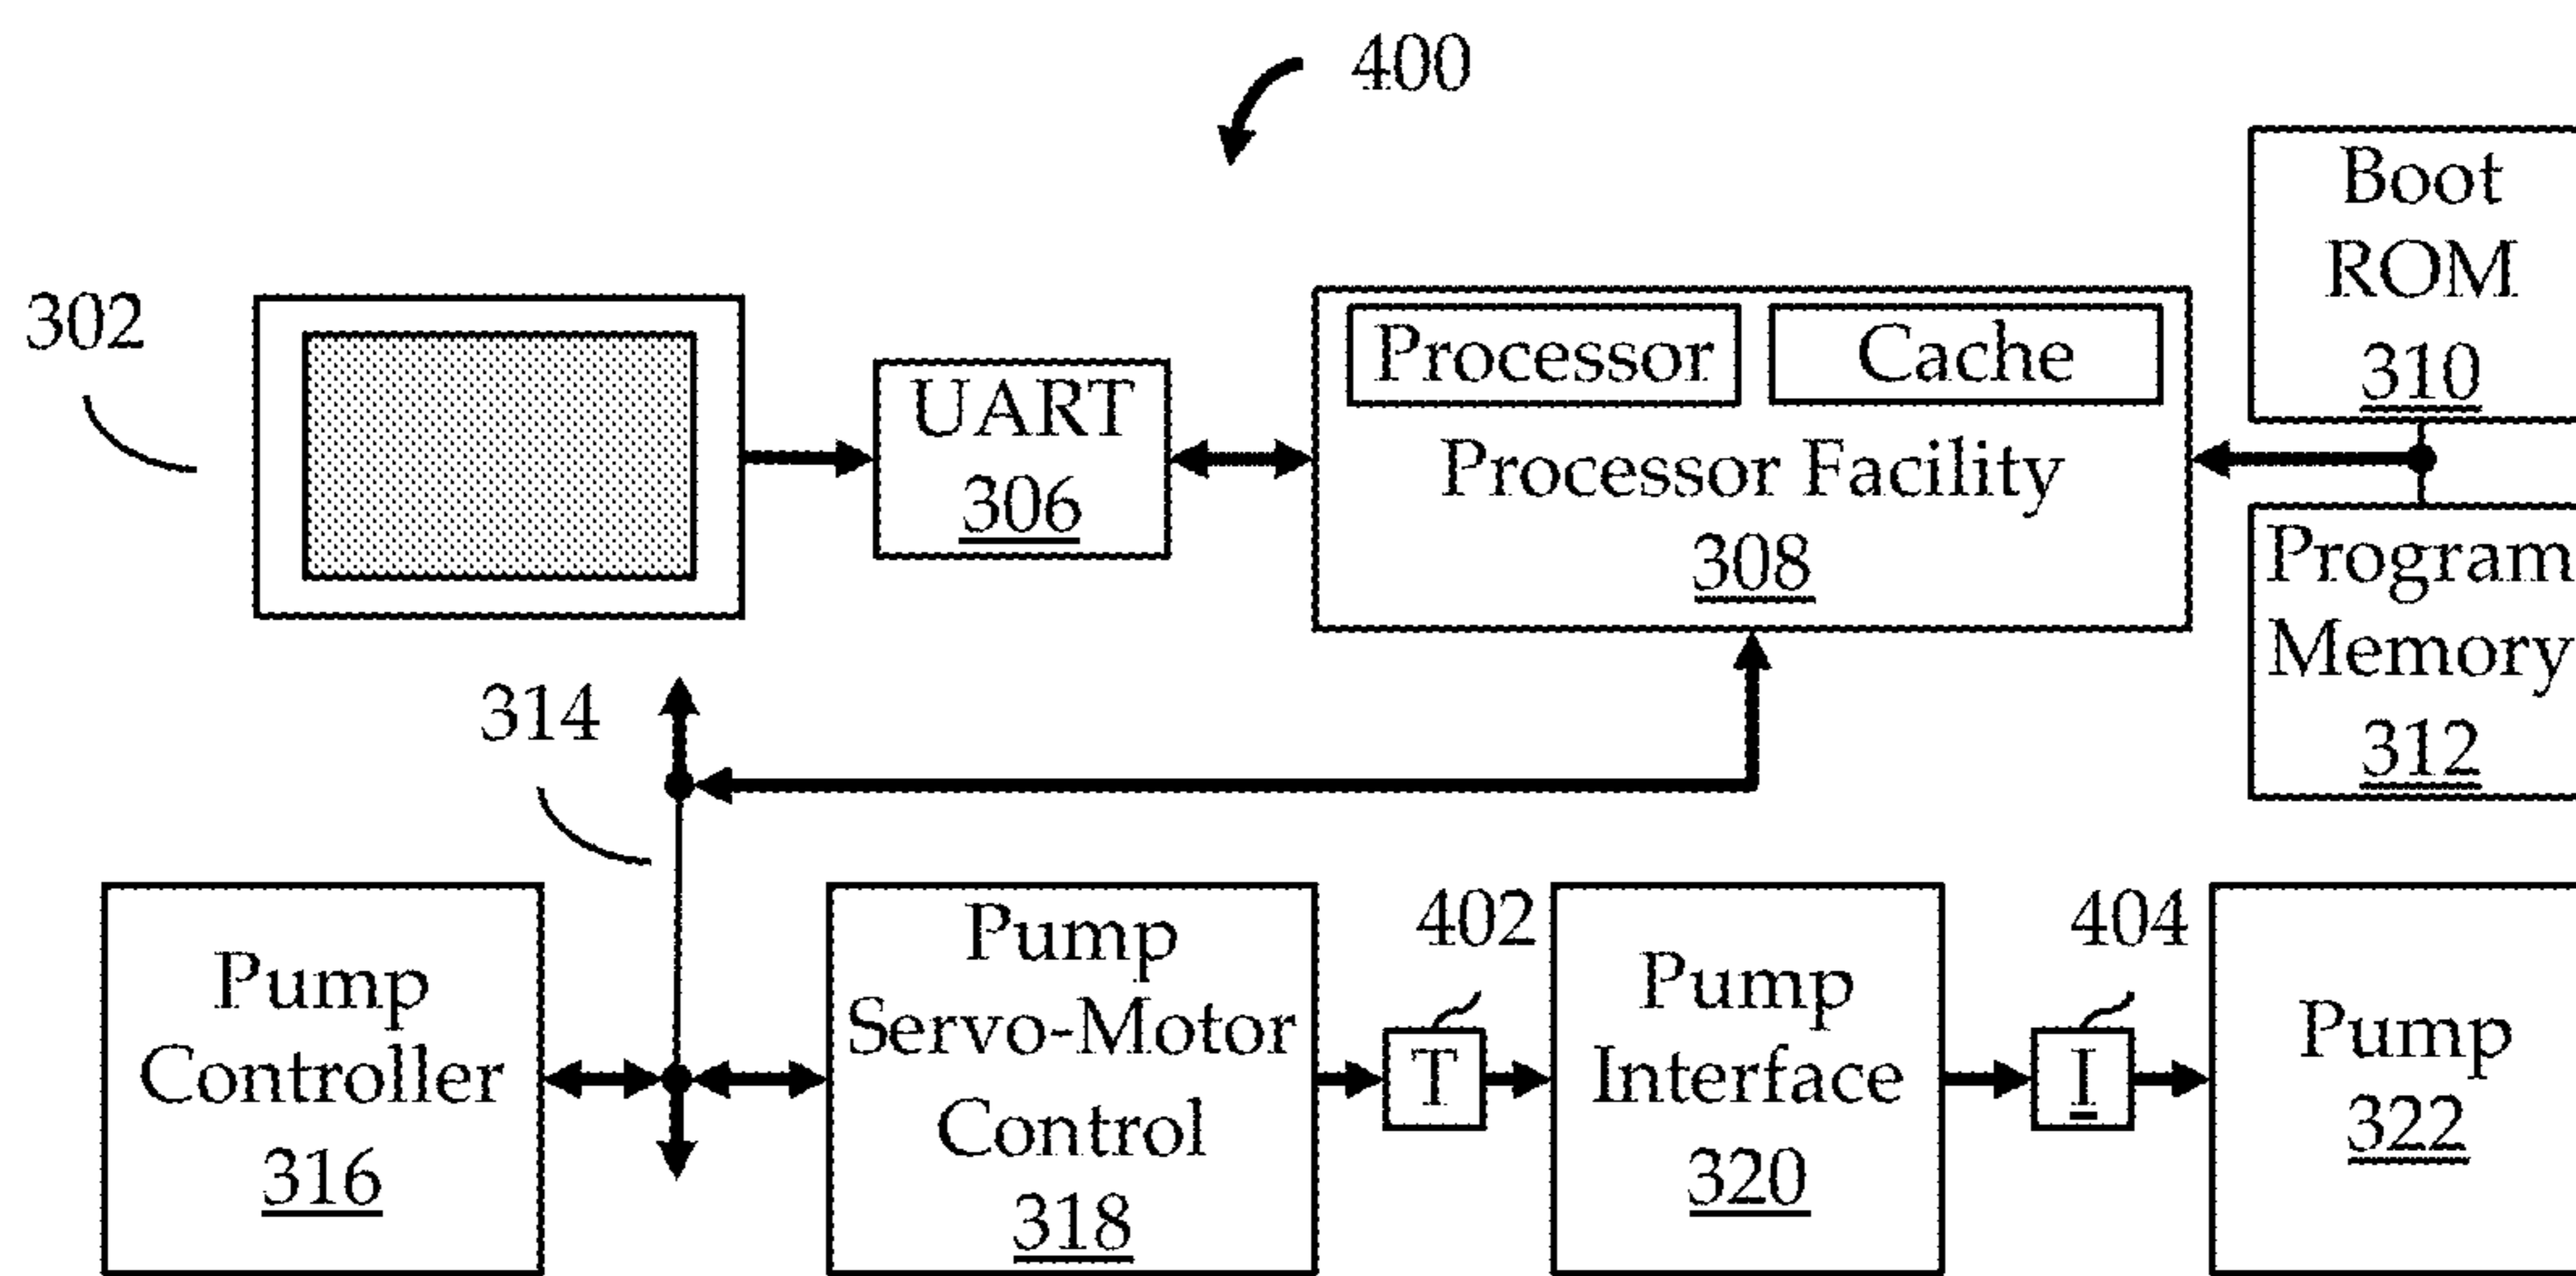 400
302
UART
306
Processor
Cache
Processor Facility
308
Boot
ROM
310
Program
Memory
312
314
Pump
Controller
316
Pump
Servo-Motor
Control
318
402
T
Pump
Interface
320
404
I
Pump
322